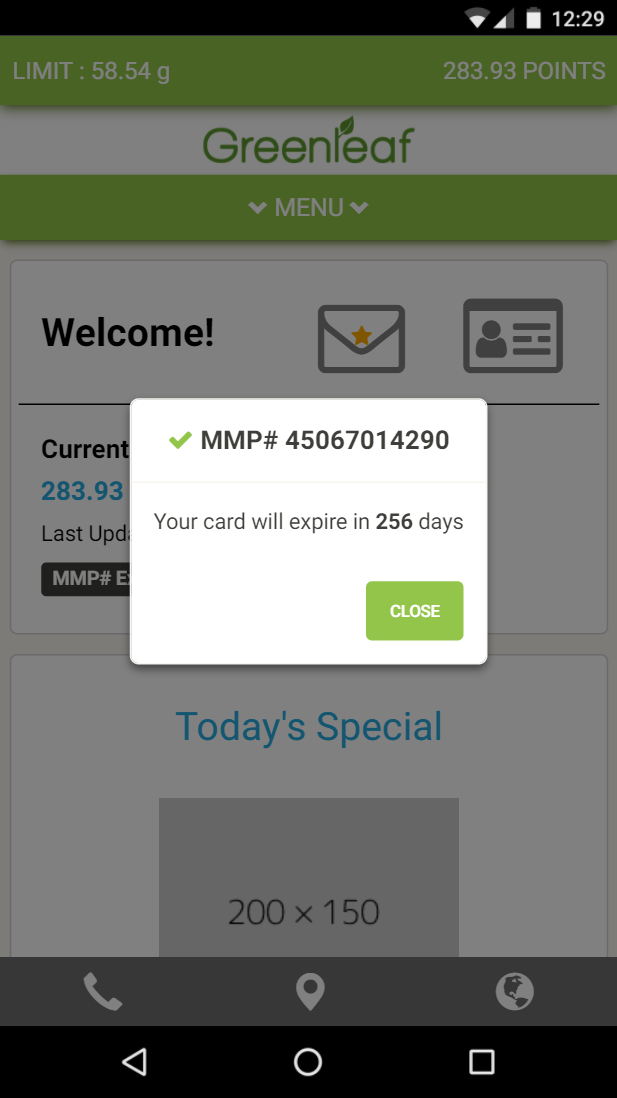 12:29
LIMIT : 58.54 g
283.93 POINTS
Greenleaf
MENU
Welcome!
MMP# 45067014290
Current
283.93
Your card will expire in 256 days
Last Upda
MMP# E
CLOSE
Today's Special
200 × 150